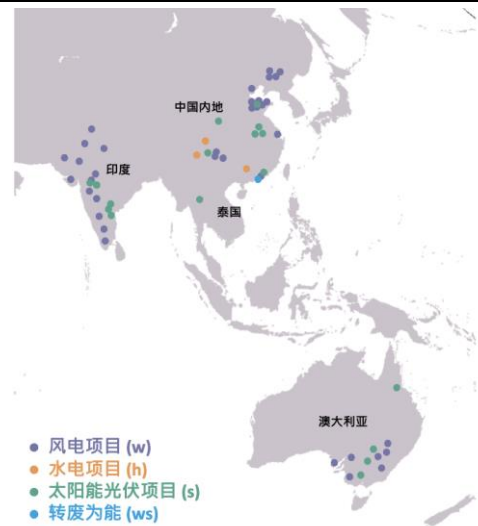 中国内地
印度
泰国
澳大利亚
风电项目 (w)
水电项目 (h)
太阳能光伏项目 (s)
转废为能 (ws)